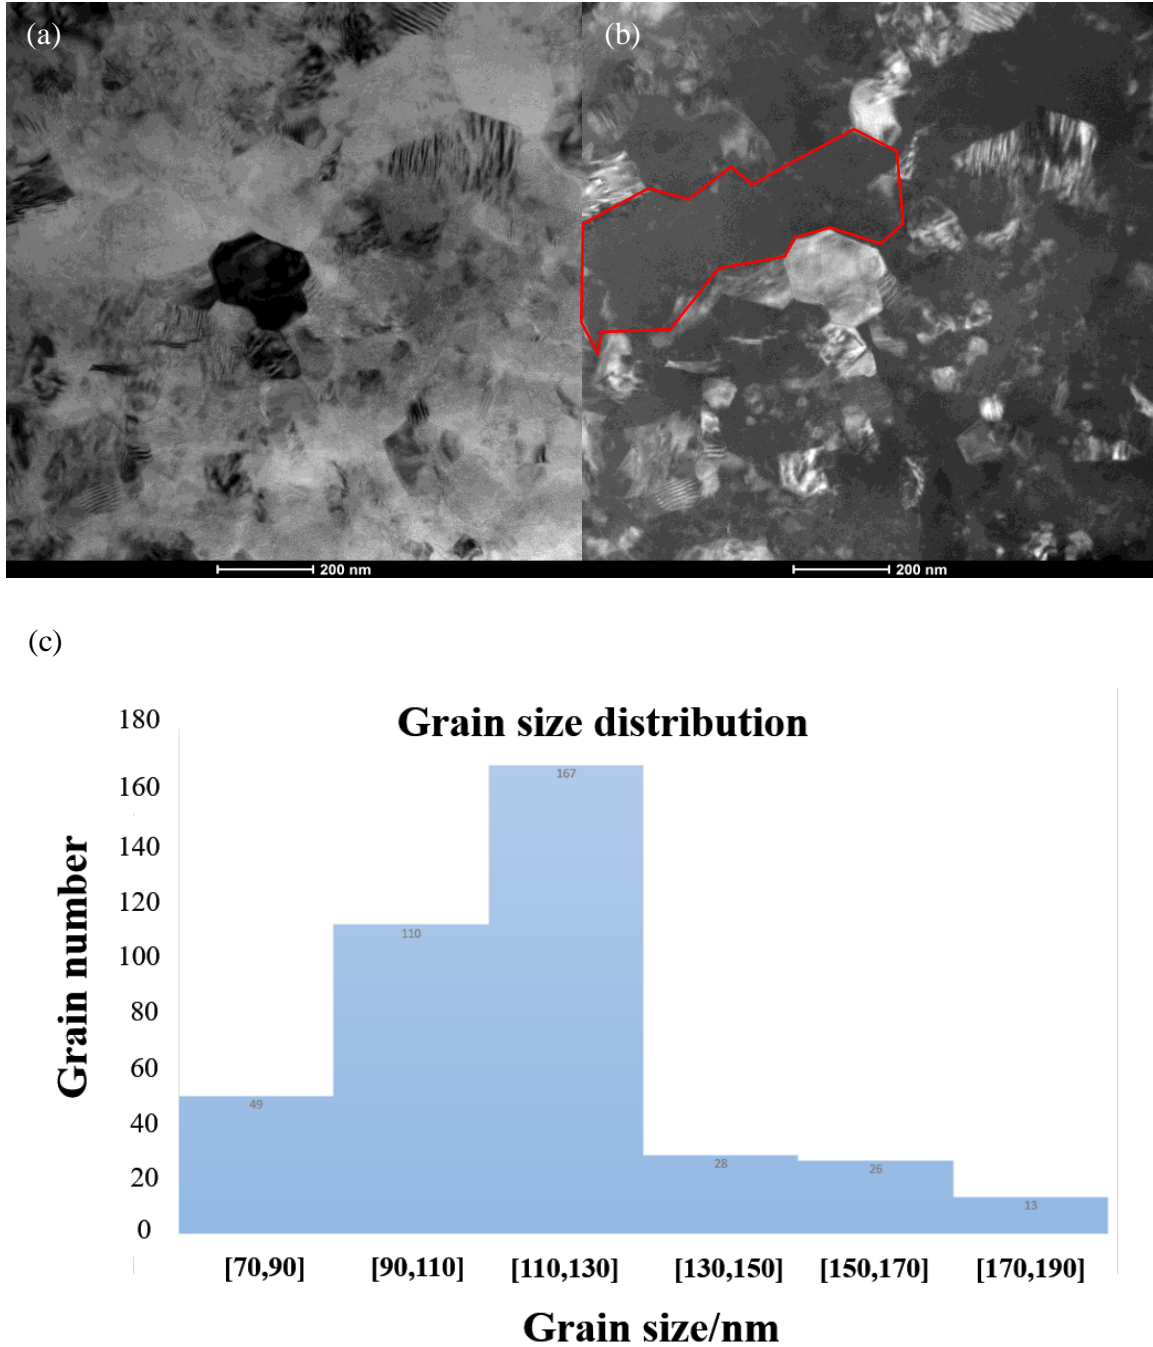 (a)
(b)
200 nm
200 nm
(c)
Grain size distribution
Grain number
180
160
140
120
100
80
60
40
20
0
167
110
49
28
26
13
[70,90] [90,110] [110,130] [130,150] [150,170] [170,190]
Grain size/nm